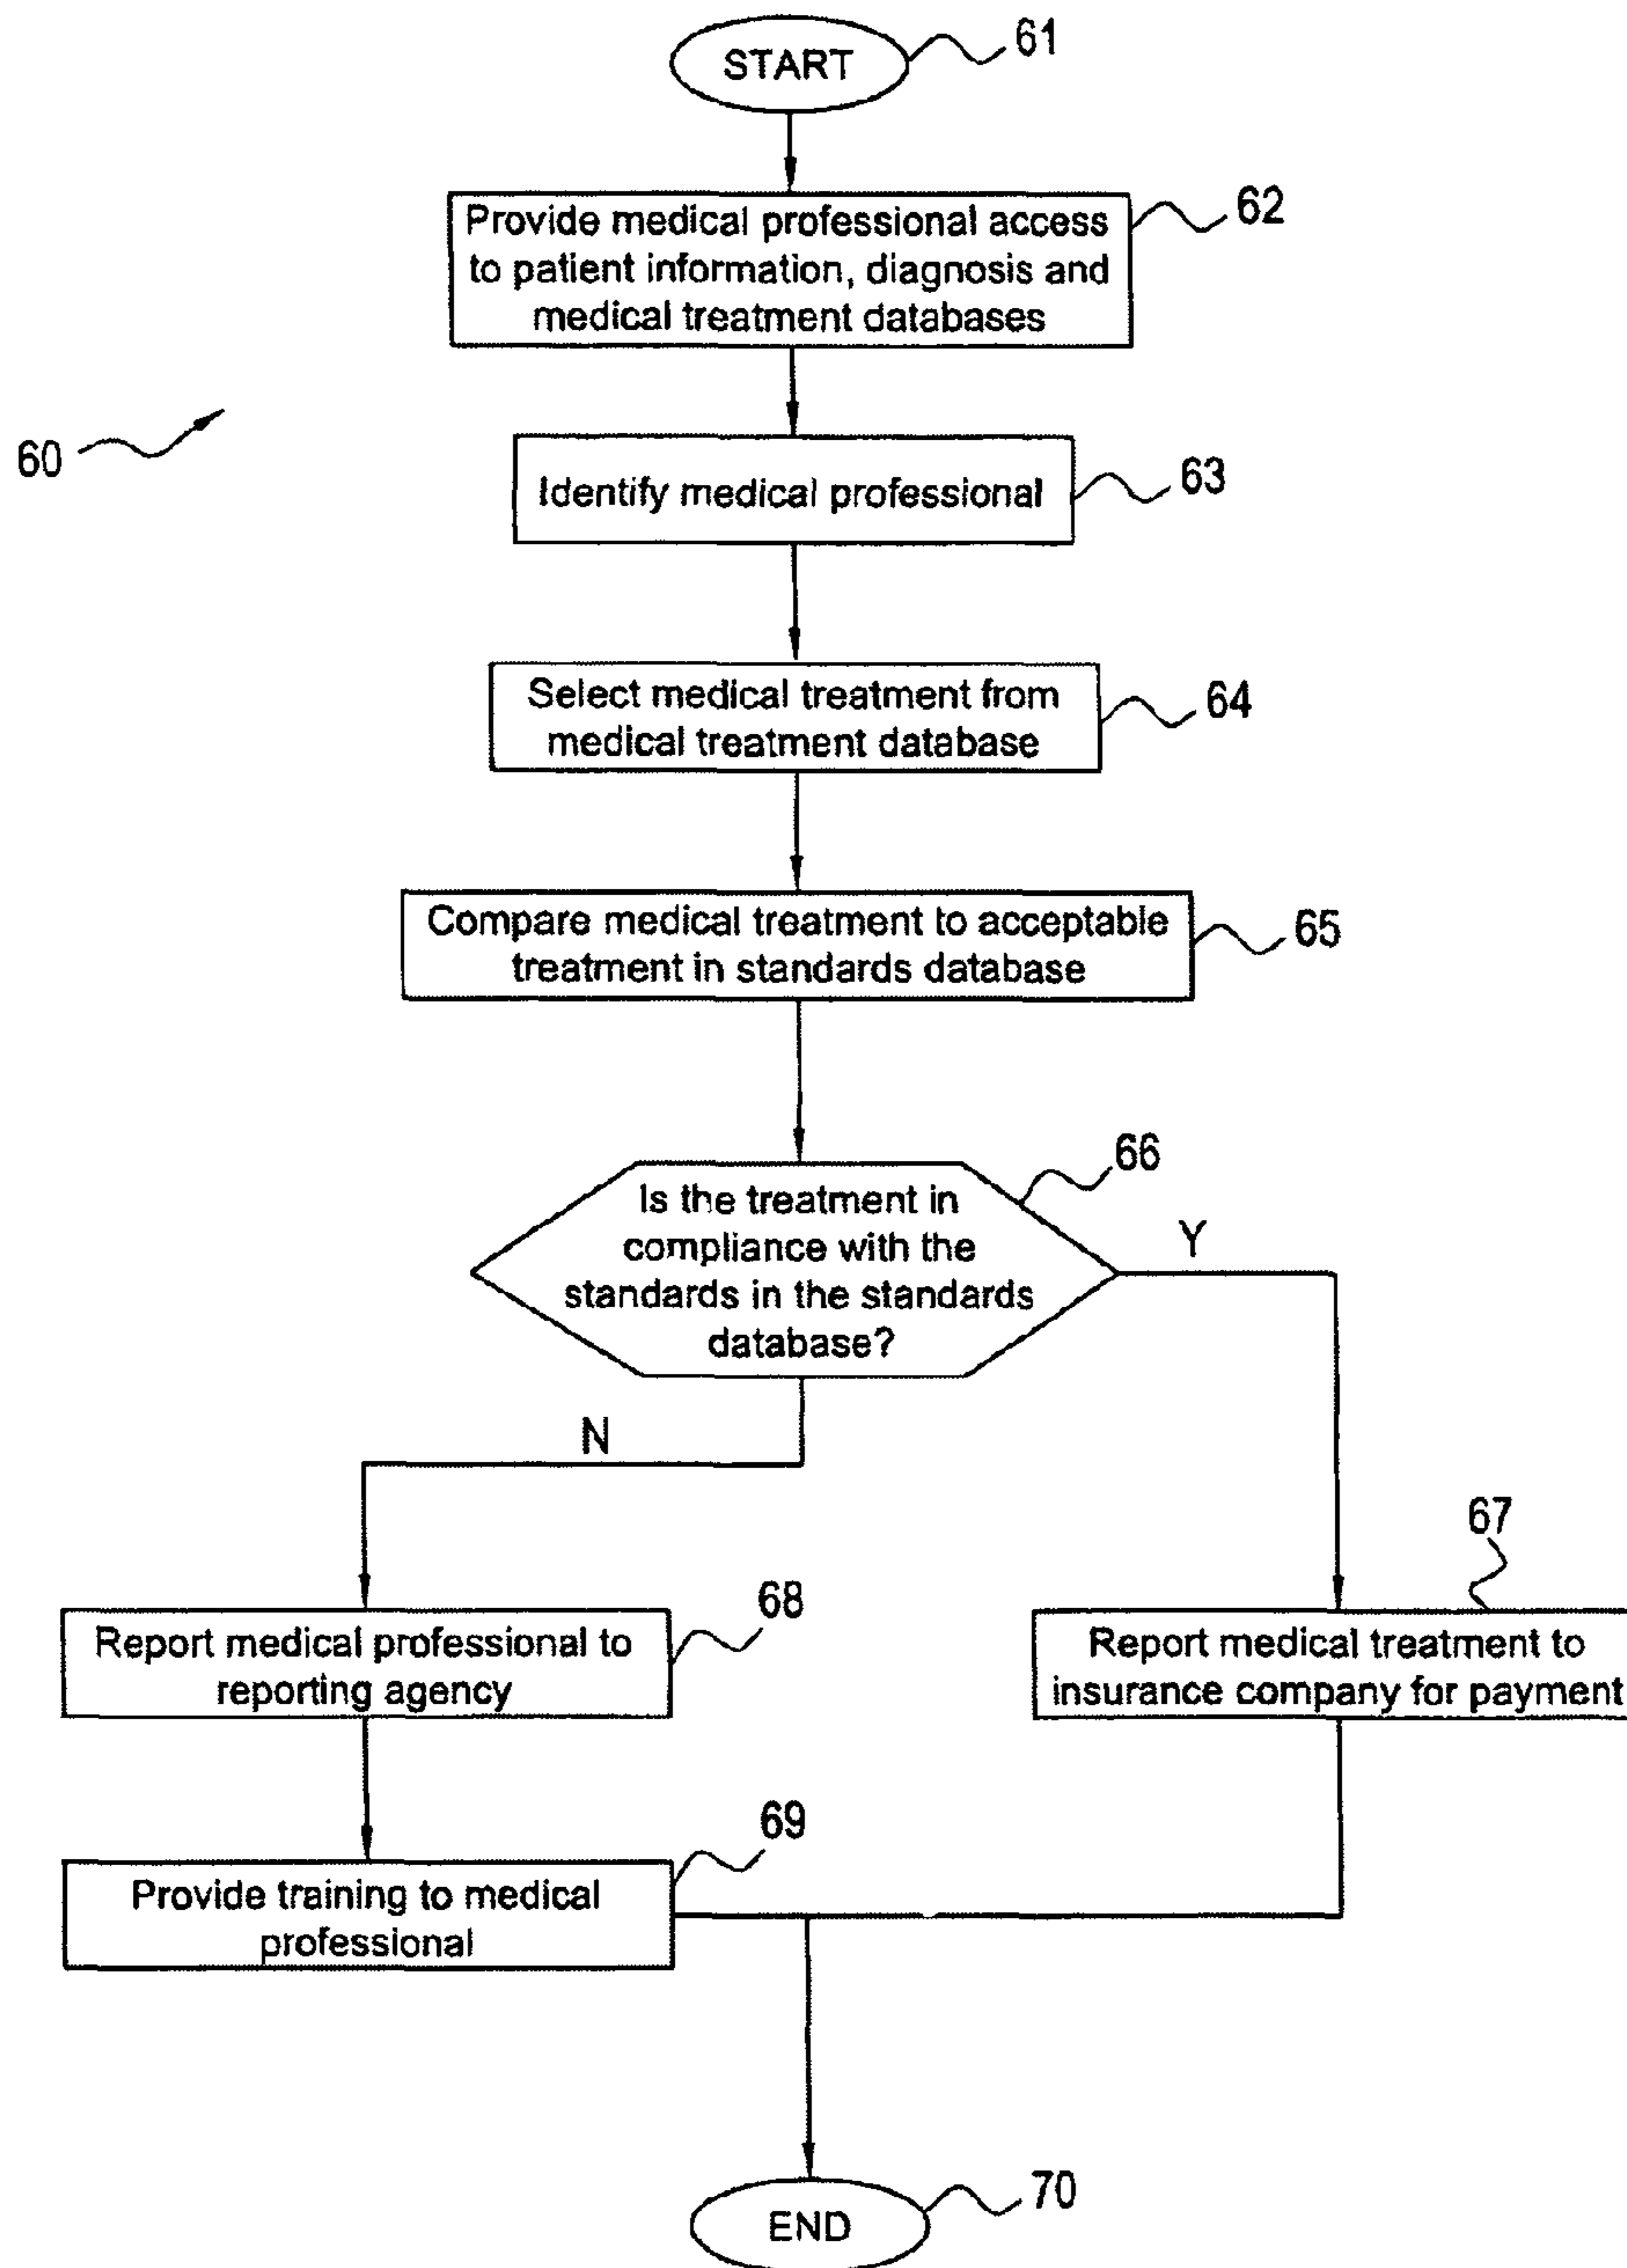 START
61
Provide medical professional access
to patient information, diagnosis and
medical treatment databases
62
60
Identify medical professional
63
Select medical treatment from
medical treatment database
64
Compare medical treatment to acceptable
treatment in standards database
65
66
Is the treatment in
compliance with the
standards in the standards
database?
Y
N
67
68
Report medical professional to
reporting agency
Report medical treatment to
insurance company for payment
69
Provide training to medical
professional
END
70